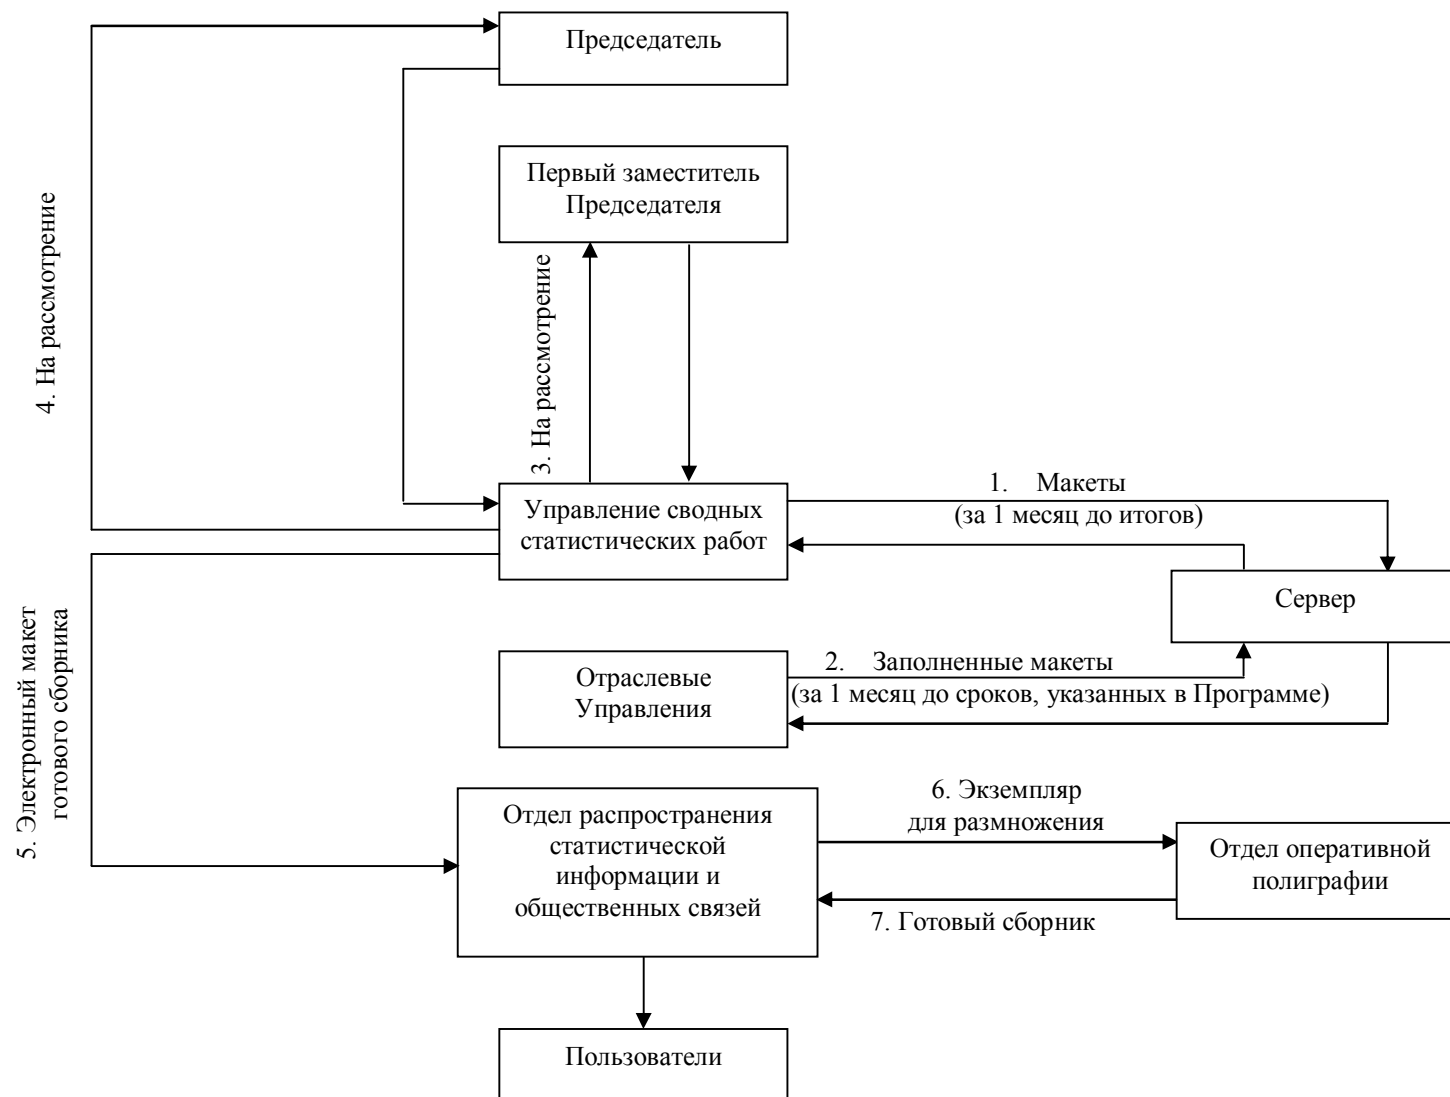 Председатель
Первый заместитель
Председателя
4. На рассмотрение
3. На рассмотрение
1. Макеты
(за 1 месяц до итогов)
Управление сводных
статистических работ
Сервер
2. Заполненные макеты
(за 1 месяц до сроков, указанных в Программе)
Отраслевые
Управления
5. Электронный макет
готового сборника
Отдел распространения
статистической
информации и
общественных связей
6. Экземпляр
для размножения
Отдел оперативной
полиграфии
7. Готовый сборник
Пользователи